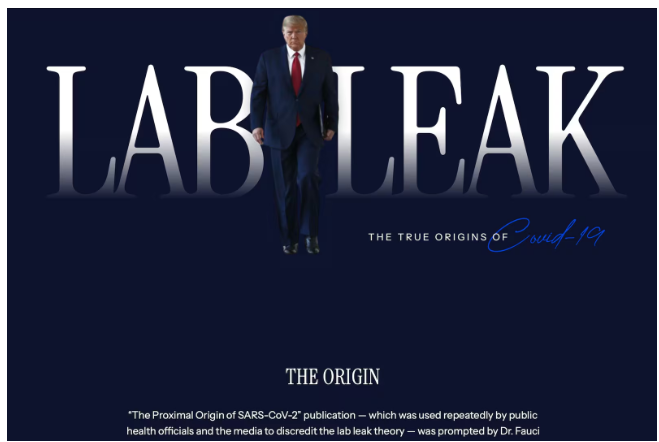 LAB LEAK
THE TRUE ORIGINS OF Covid-19
THE ORIGIN
“The Proximal Origin of SARS-CoV-2” publication — which was used repeatedly by public
health officials and the media to discredit the lab leak theory — was prompted by Dr. Fauci